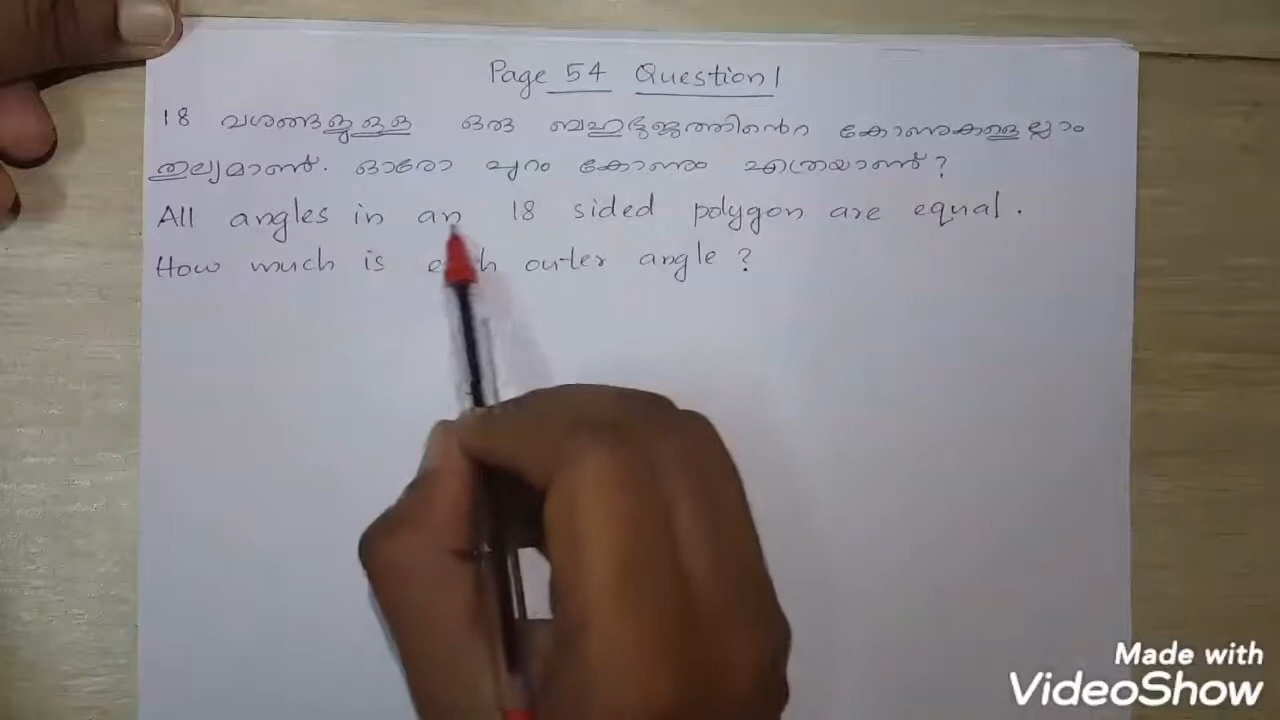 Page 54 Question 1
18 വശങ്ങളുള്ള ഒരു ബഹുഭുജത്തിൻെറ കോണുകളെല്ലാം
തുല്യമാണ്. ഓരോ പുറം കോണും എത്രയാണ്?
All angles in an 18 sided polygon are equal.
How much is each outer angle ?
Made with
VideoShow